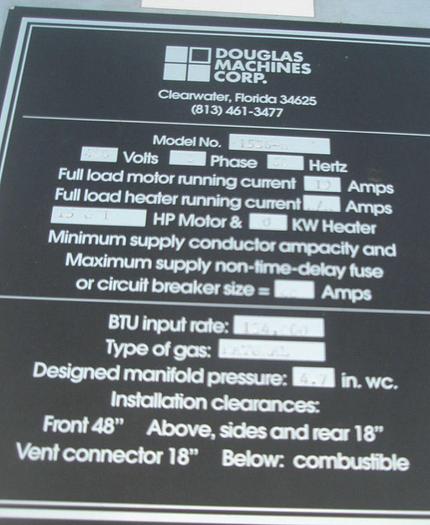 DOUGLAS
MACHINES
CORP.
Clearwater, Florida 34625
(813) 461-3477
Model No.
Volts Phase Hertz
Full load motor running current Amps
Full load heater running current Amps
HP Motor & 0 KW Heater
Minimum supply conductor ampacity and
Maximum supply non-time-delay fuse
or circuit breaker size = Amps
BTU input rate:
Type of gas: NATURAL
Designed manifold pressure: 4.7 in. wc.
Installation clearances:
Front 48" Above, sides and rear 18"
Vent connector 18" Below: combustible